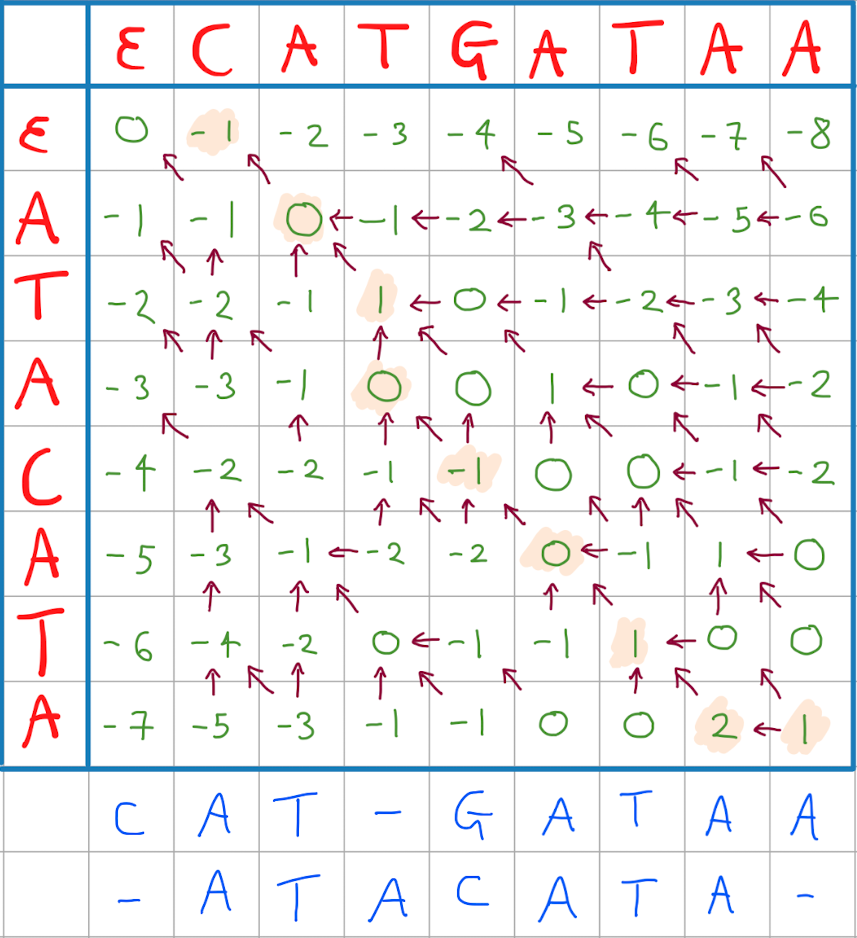 ε C A T G A T A A
ε 0 -1 -2 -3 -4 -5 -6 -7 -8
A -1 -1 0 ← -1 ← -2 ← -3 ← -4 ← -5 ← -6
T -2 -2 -1 1 ← 0 ← -1 ← -2 ← -3 ← -4
A -3 -3 -1 0 0 1 ← 0 ← -1 ← -2
C -4 -2 -2 -1 -1 0 0 ← -1 ← -2
A -5 -3 -1 ← -2 -2 0 ← -1 1 ← 0
T -6 -4 -2 0 ← -1 -1 1 ← 0 0
A -7 -5 -3 -1 -1 0 0 2 ← 1
C A T - G A T A A
- A T A C A T A -